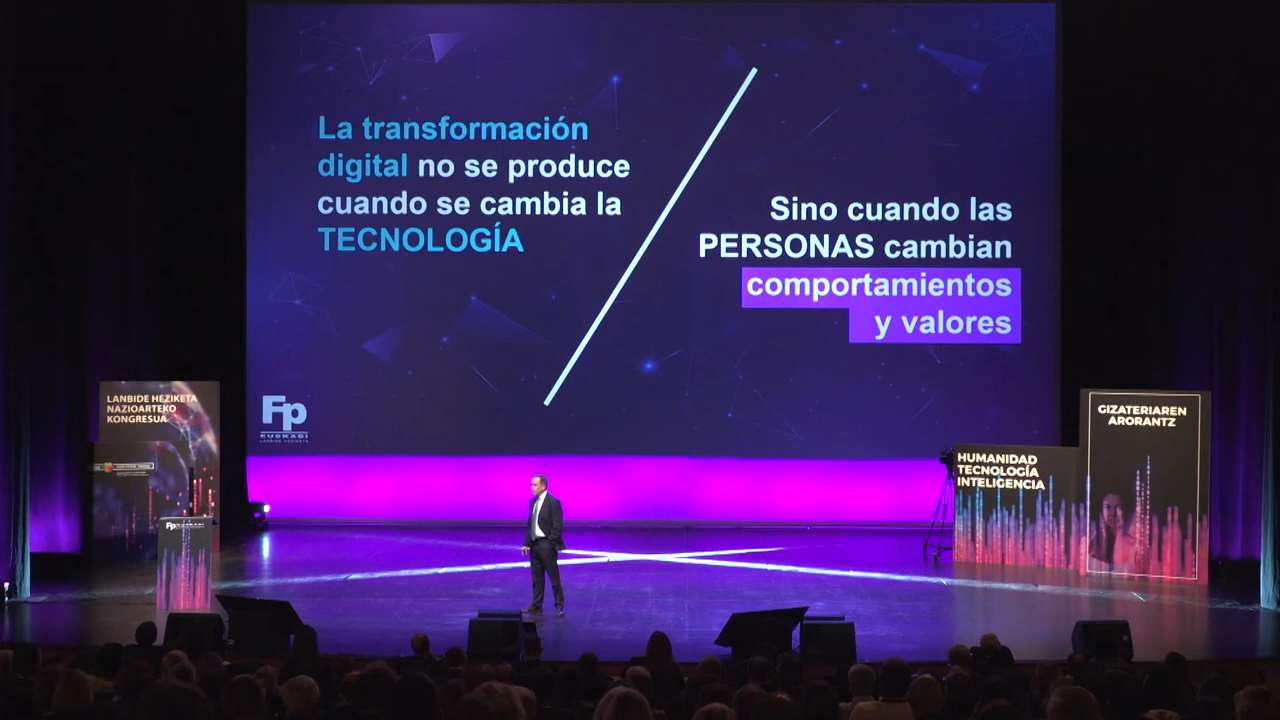 La transformación
digital no se produce
cuando se cambia la
TECNOLOGÍA
Sino cuando las
PERSONAS cambian
comportamientos
y valores
Fp
EUSKADI
LANBIDE HEZIKETA
LANBIDE HEZIKETA
NAZIOARTEKO
KONGRESUA
Fp
HUMANIDAD
TECNOLOGÍA
INTELIGENCIA
GIZATERIAREN
ARORANTZ